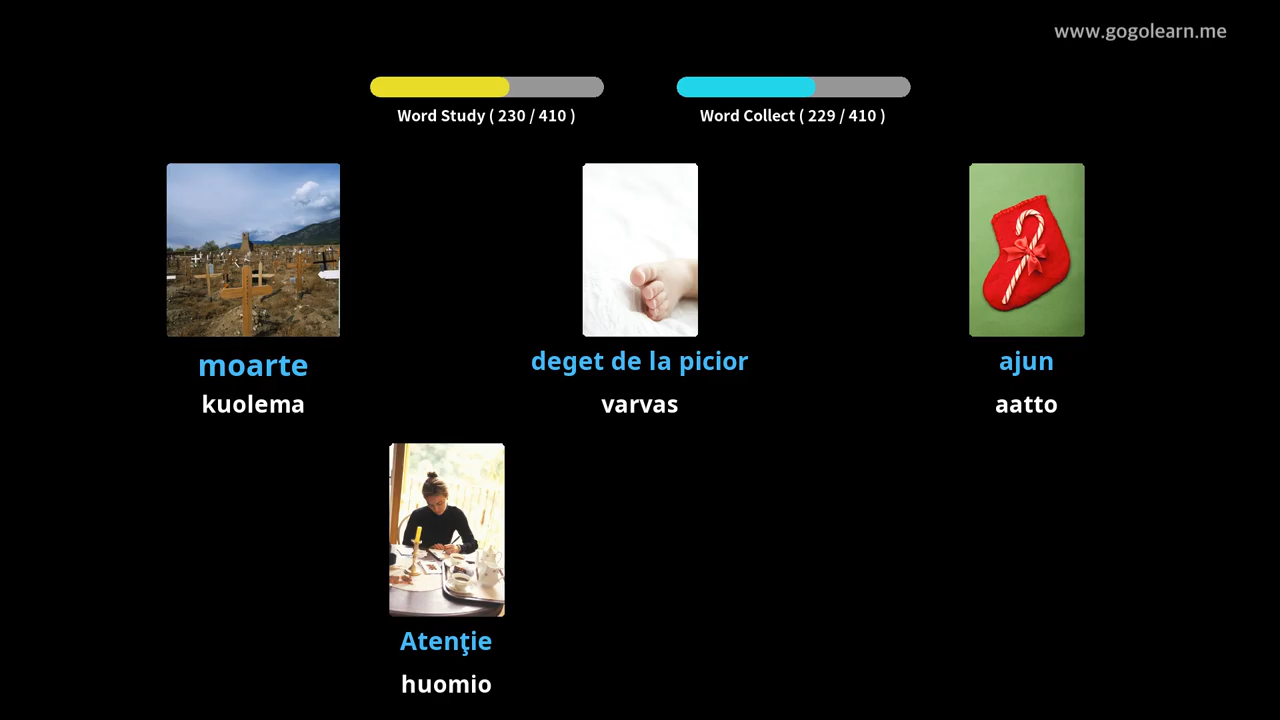 www.gogolearn.me
Word Study ( 230 / 410 )
Word Collect ( 229 / 410 )
moarte
deget de la picior
ajun
kuolema
varvas
aatto
Atenţie
huomio